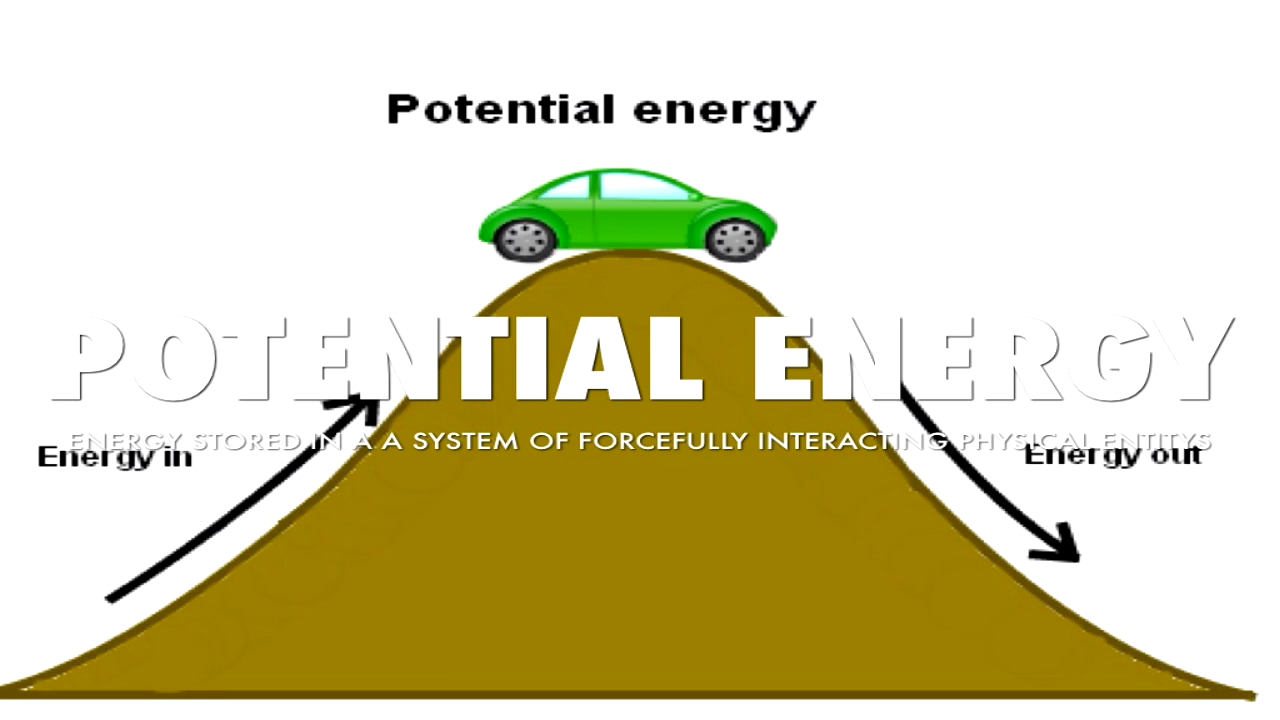 Potential energy
POTENTIAL ENERGY
ENERGY STORED IN A A SYSTEM OF FORCEFULLY INTERACTING PHYSICAL ENTITYS
Energy in
Energy out